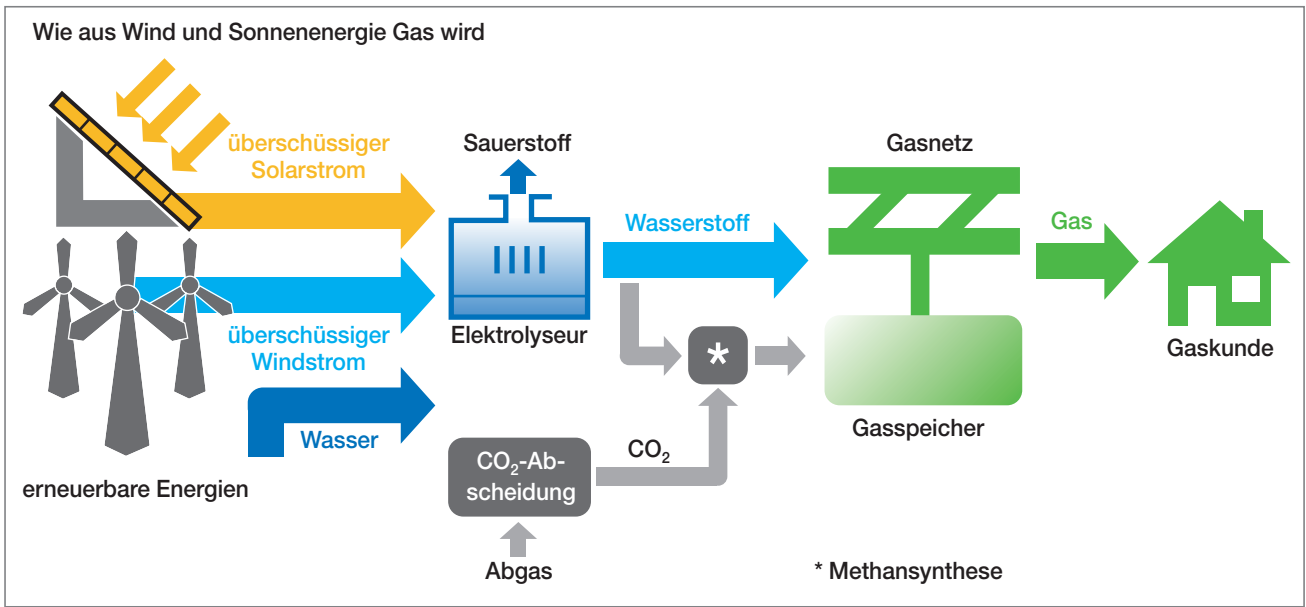 Wie aus Wind und Sonnenenergie Gas wird
überschüssiger
Solarstrom
Sauerstoff
Gasnetz
Wasserstoff
Gas
Elektrolyseur
überschüssiger
Windstrom
*
Gaskunde
Wasser
Gasspeicher
CO₂-Ab-
scheidung
CO₂
erneuerbare Energien
Abgas
* Methansynthese